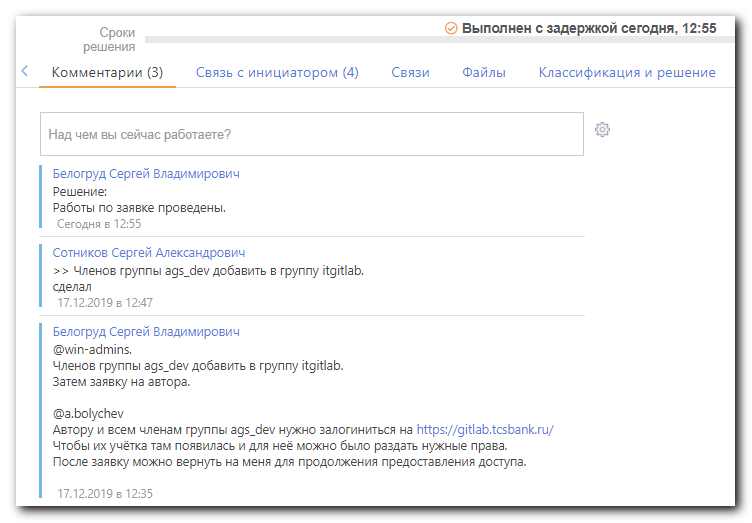 Сроки
решения
Выполнен с задержкой сегодня, 12:55
Комментарии (3) Связь с инициатором (4) Связи Файлы Классификация и решение
Над чем вы сейчас работаете?
Белогруд Сергей Владимирович
Решение:
Работы по заявке проведены.
Сегодня в 12:55
Сотников Сергей Александрович
>> Членов группы ags_dev добавить в группу itgitlab.
сделал
17.12.2019 в 12:47
Белогруд Сергей Владимирович
@win-admins.
Членов группы ags_dev добавить в группу itgitlab.
Затем заявку на автора.
@a.bolychev
Автору и всем членам группы ags_dev нужно залогиниться на https://gitlab.tcsbank.ru/
Чтобы их учётка там появилась и для неё можно было раздать нужные права.
После заявку можно вернуть на меня для продолжения предоставления доступа.
17.12.2019 в 12:35